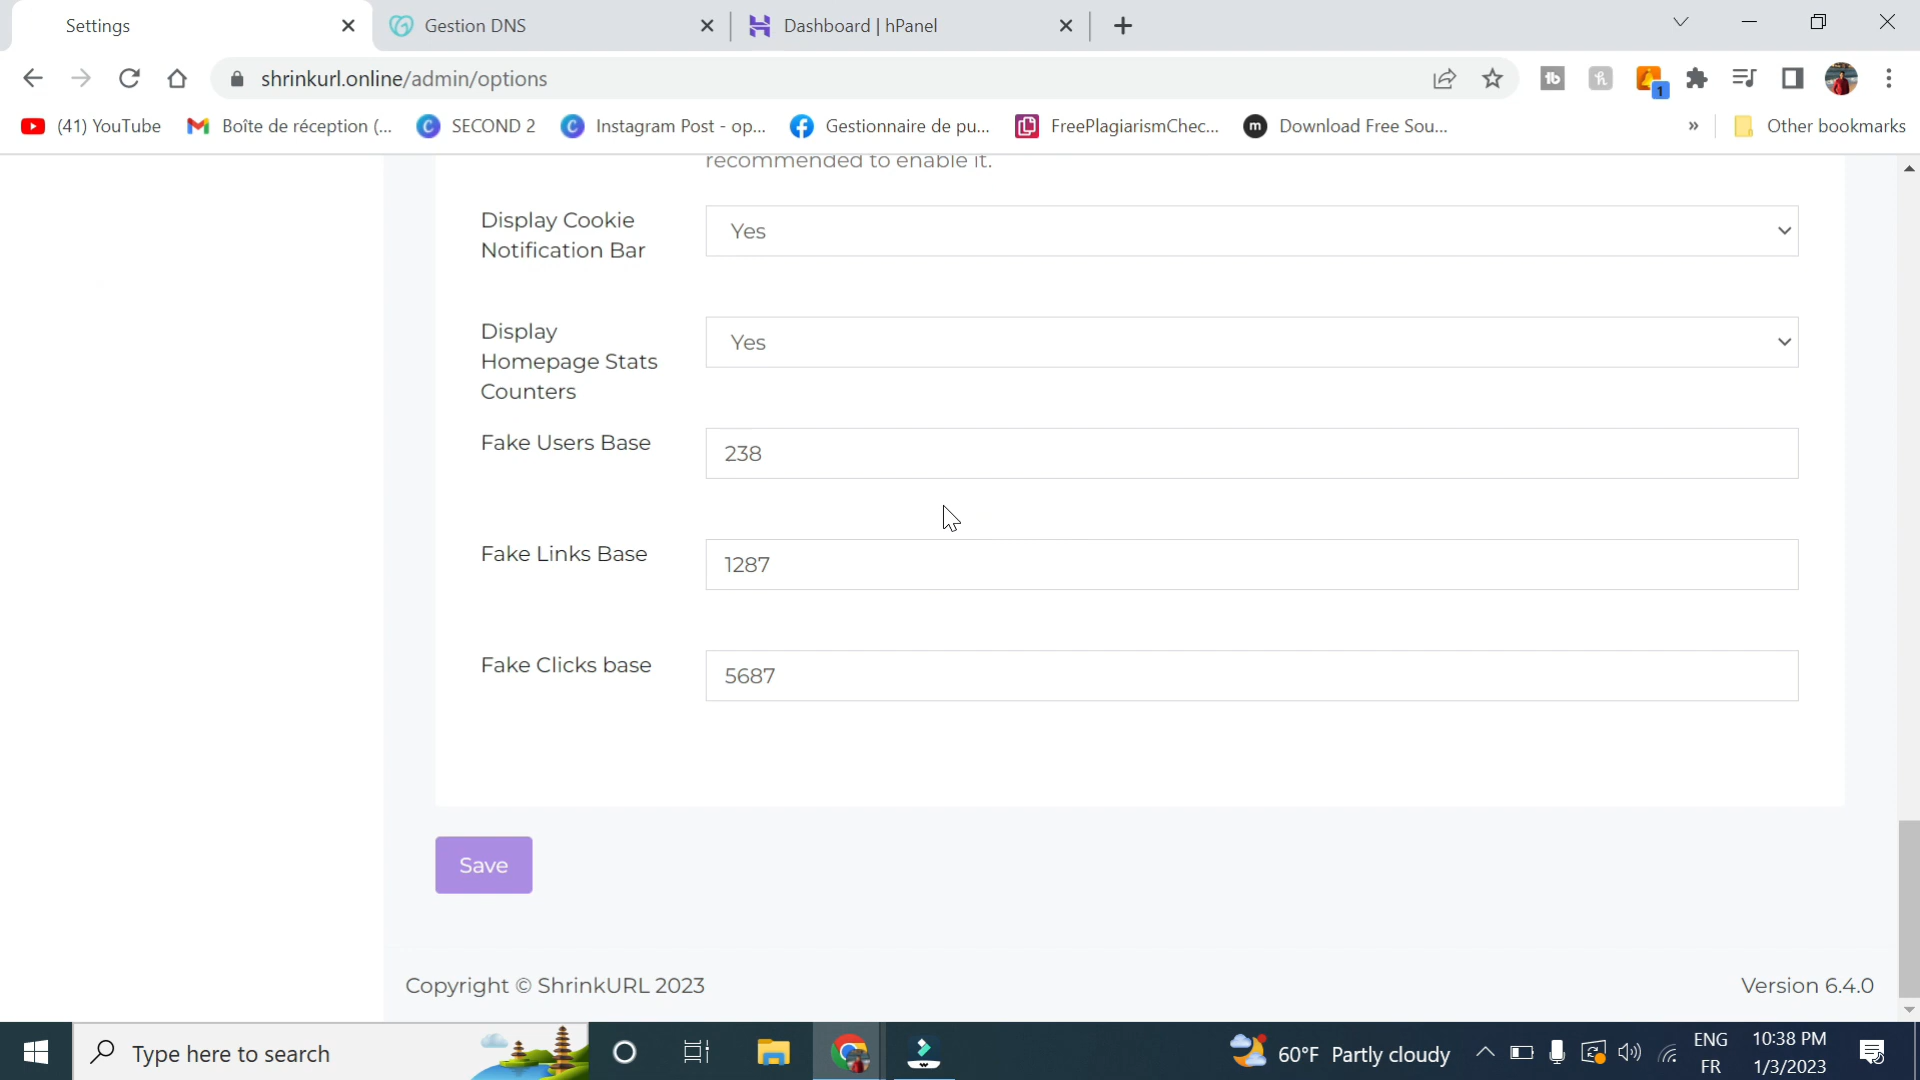 Settings
Gestion DNS
Dashboard | hPanel
shrinkurl.online/admin/options
1
(41) YouTube
Boîte de réception (...
SECOND 2
Instagram Post - op...
Gestionnaire de pu...
FreePlagiarismChec...
Download Free Sou...
»
Other bookmarks
recommended to enable it.
Display Cookie
Notification Bar
Yes
Display
Homepage Stats
Counters
Yes
Fake Users Base
238
Fake Links Base
1287
Fake Clicks base
5687
Save
Copyright © ShrinkURL 2023
Version 6.4.0
Type here to search
60°F Partly cloudy
ENG
FR
10:38 PM
1/3/2023